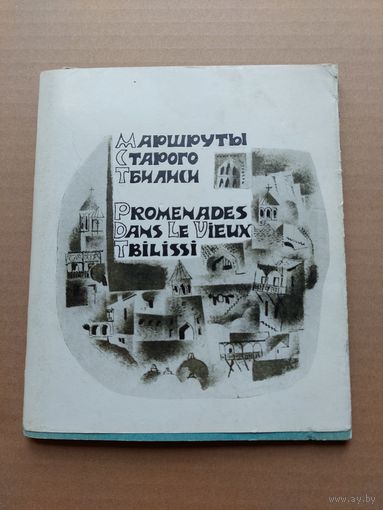 Маршруты
Старого
Тбилиси
Promenades
Dans Le Vieux
Tbilissi
www.ay.by